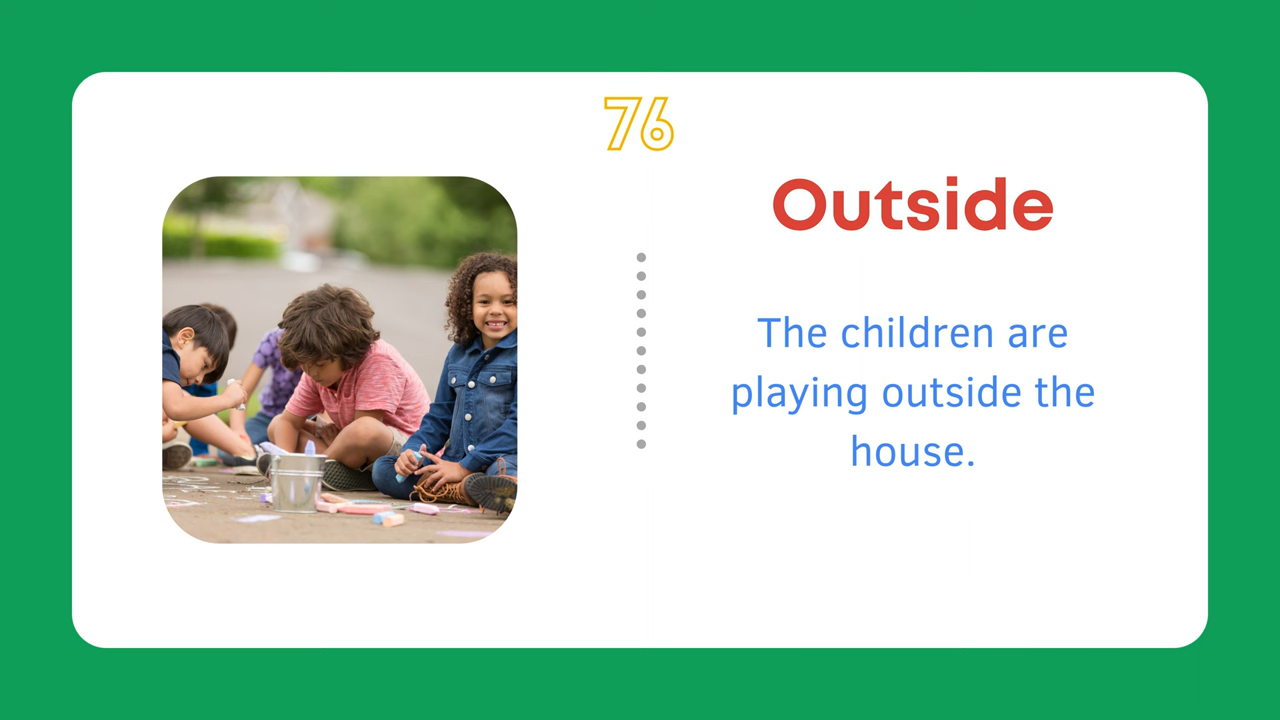 76
Outside
The children are
playing outside the
house.